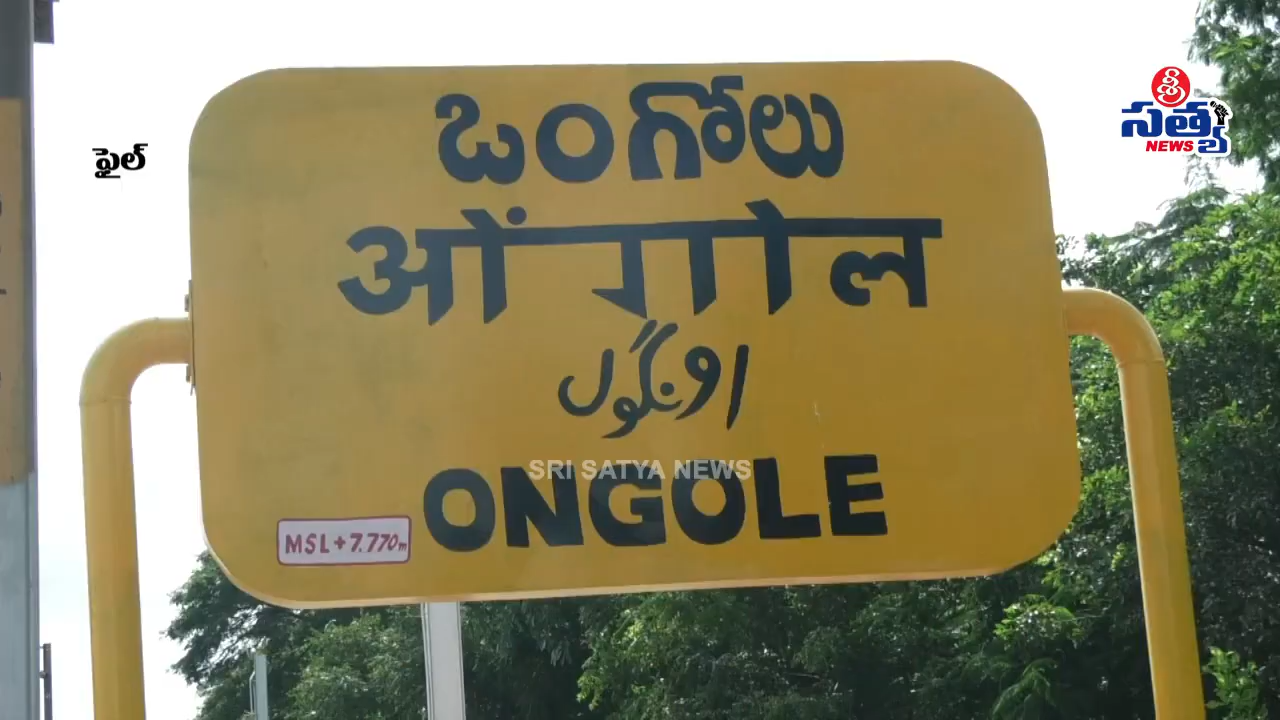 ఫైల్
శ్రీ
సత్య
NEWS
ఒంగోలు
ओंगोल
اونگول
SRI SATYA NEWS
ONGOLE
MSL+7.770m